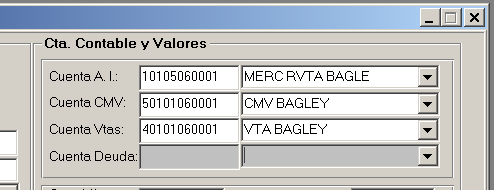 Cta. Contable y Valores
Cuenta A. I.: 10105060001 MERC RVTA BAGLE
Cuenta CMV: 50101060001 CMV BAGLEY
Cuenta Vtas: 40101060001 VTA BAGLEY
Cuenta Deuda: